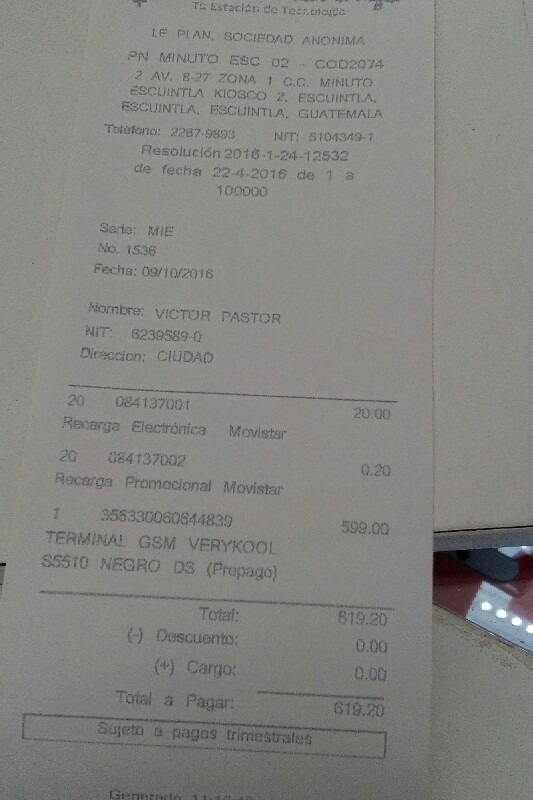 Tu Estación de Tecnología
LE PLAN, SOCIEDAD ANONIMA
PN MINUTO ESC 02 - COD2074
2 AV. 8-27 ZONA 1 C.C. MINUTO
ESCUINTLA KIOSCO 2, ESCUINTLA,
ESCUINTLA, ESCUINTLA, GUATEMALA
Teléfono: 2267-9893 NIT: 5104349-1
Resolución 2016-1-24-12532
de fecha 22-4-2016 de 1 a
100000
Serie: MIE
No. 1536
Fecha: 09/10/2016
Nombre: VICTOR PASTOR
NIT: 6239589-0
Direccion: CIUDAD
20 084137001 20.00
Recarga Electrónica Movistar
20 084137002 0.20
Recarga Promocional Movistar
1 356330060644839 599.00
TERMINAL GSM VERYKOOL
S5510 NEGRO DS (Prepago)
Total: 619.20
(-) Descuento: 0.00
(+) Cargo: 0.00
Total a Pagar: 619.20
Sujeto a pagos trimestrales
Generado